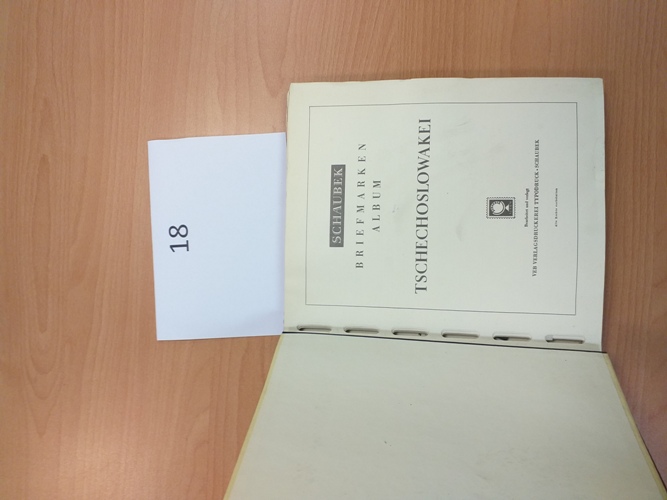 18
SCHAUBEK
BRIEFMARKEN
ALBUM
TSCHECHOSLOWAKEI
Bearbeitet und verlegt
VEB VERLAGSDRUCKEREI TYPODRUCK-SCHAUBEK